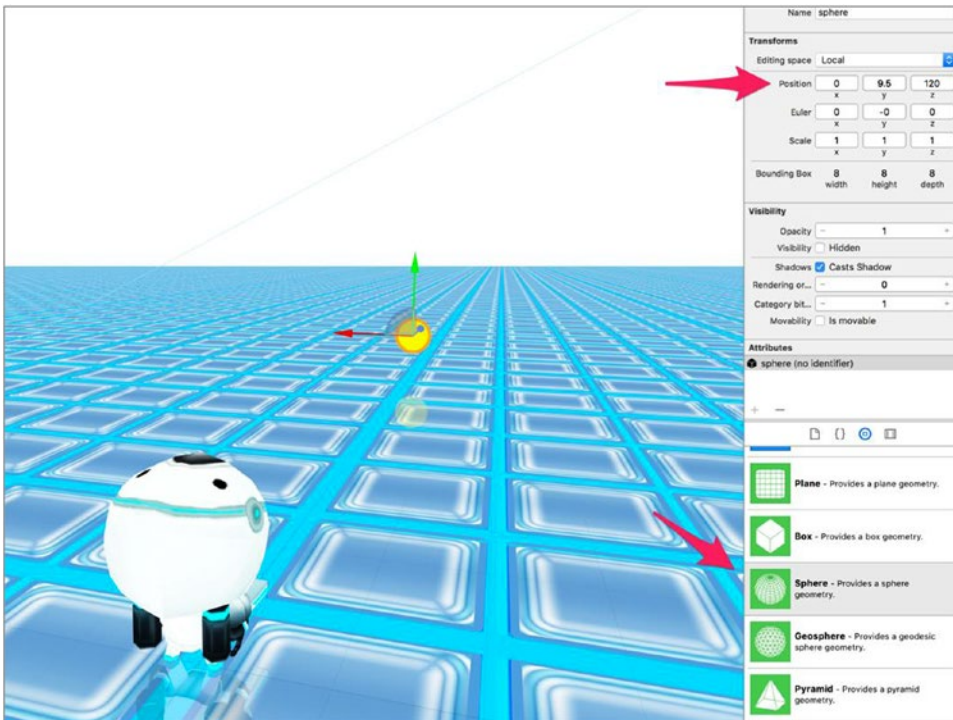 Name sphere
Transforms
Editing space Local
Position 0 9.5 120
x y z
Euler 0 -0 0
x y z
Scale 1 1 1
x y z
Bounding Box 8 8 8
width height depth
Visibility
Opacity - 1 +
Visibility Hidden
Shadows Casts Shadow
Rendering or... - 0 +
Category bit... - 1 +
Movability Is movable
Attributes
sphere (no identifier)
+ −
{}
Plane - Provides a plane geometry.
Box - Provides a box geometry.
Sphere - Provides a sphere
geometry.
Geosphere - Provides a geodesic
sphere geometry.
Pyramid - Provides a pyramid
geometry.